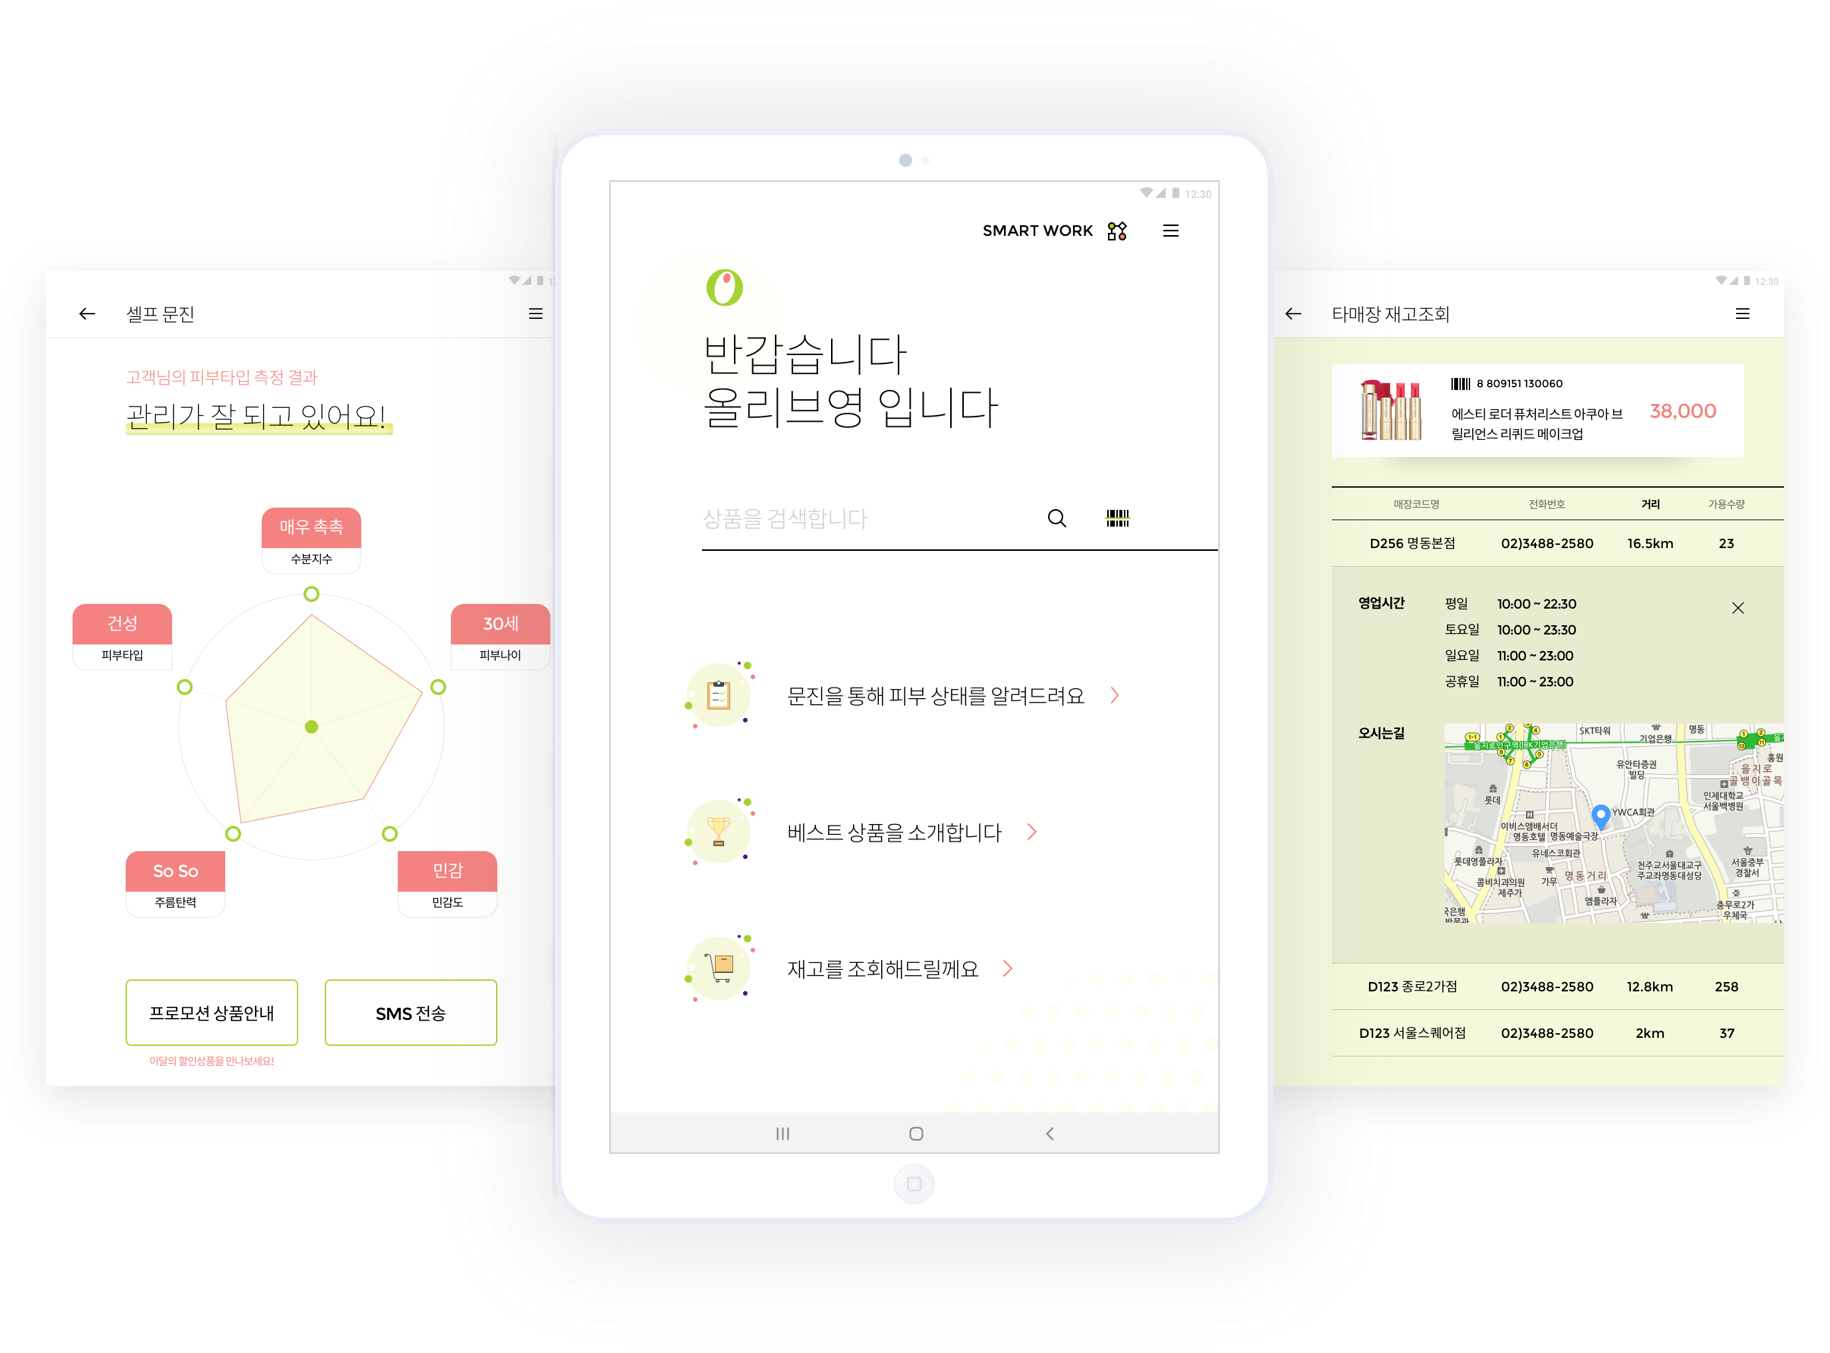 셀프 문진
고객님의 피부타입 측정 결과
관리가 잘 되고 있어요!
매우 촉촉
수분지수
건성
피부타입
30세
피부나이
So So
주름탄력
민감
민감도
프로모션 상품안내
SMS 전송
이달의 할인상품을 만나보세요!
12:30
SMART WORK
반갑습니다
올리브영 입니다
상품을 검색합니다
문진을 통해 피부 상태를 알려드려요
베스트 상품을 소개합니다
재고를 조회해드릴께요
12:30
타매장 재고조회
8 809151 130060
에스티 로더 퓨처리스트 아쿠아 브
릴리언스 리퀴드 메이크업
38,000
매장코드명 전화번호 거리 가용수량
D256 명동본점 02)3488-2580 16.5km 23
영업시간 평일 10:00 ~ 22:30
토요일 10:00 ~ 23:30
일요일 11:00 ~ 23:00
공휴일 11:00 ~ 23:00
오시는길
SKT타워
명동
기업은행
유안타증권
빌딩
홍원
을지로
골뱅이골목
인제대학교
서울백병원
롯데
YWCA회관
이비스앰배서더
명동호텔
명동예술극장
유네스코회관
롯데영플라자
천주교서울대교구
주교좌명동대성당
서울중부
경찰서
콤비치과의원
제주가
가무
명동거리
엠플라자
충무로2가
우체국
D123 종로2가점 02)3488-2580 12.8km 258
D123 서울스퀘어점 02)3488-2580 2km 37